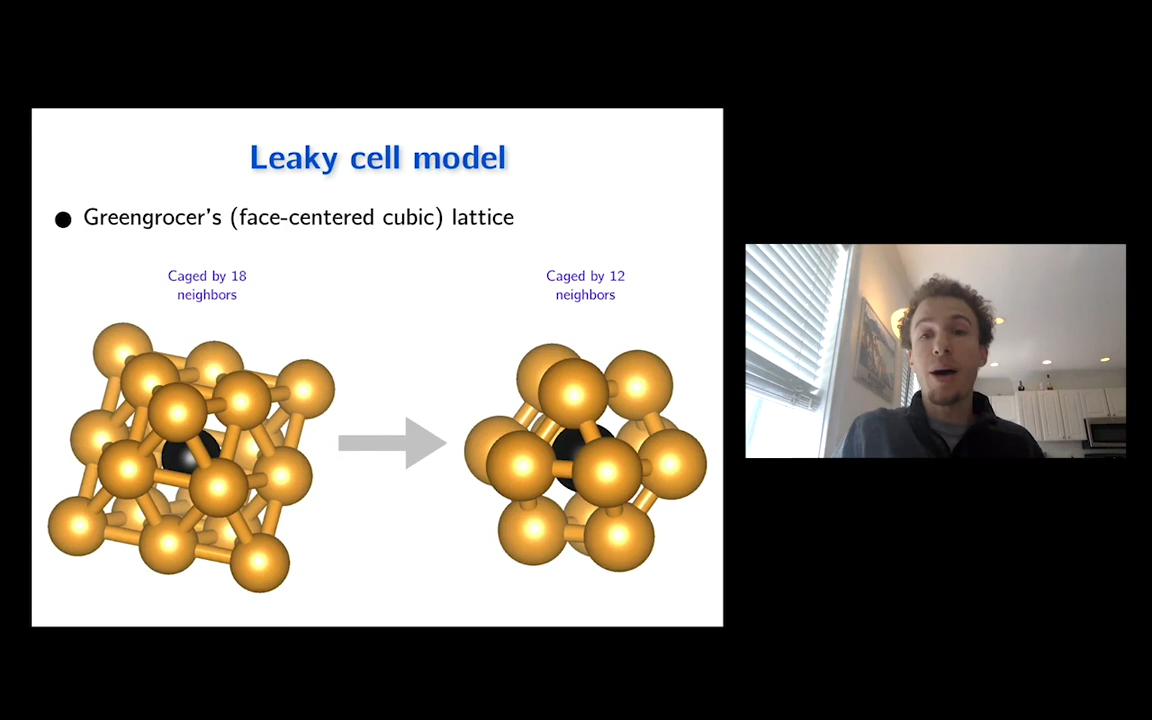 Leaky cell model
Greengrocer's (face-centered cubic) lattice
Caged by 18
neighbors
Caged by 12
neighbors